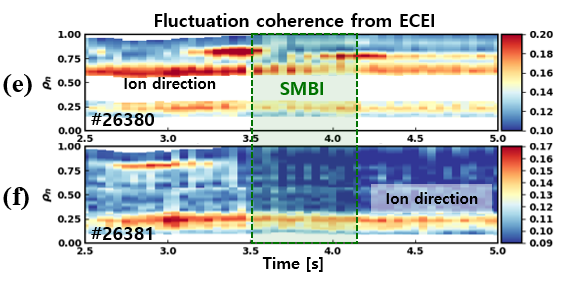 Fluctuation coherence from ECEI
(e)
ρn
1.00
0.75
0.50
0.25
0.00
Ion direction
SMBI
#26380
2.5 3.0 3.5 4.0 4.5 5.0
0.20
0.18
0.16
0.14
0.12
0.10
(f)
ρn
1.00
0.75
0.50
0.25
0.00
Ion direction
#26381
2.5 3.0 3.5 4.0 4.5 5.0
Time [s]
0.17
0.16
0.15
0.14
0.13
0.12
0.11
0.10
0.09